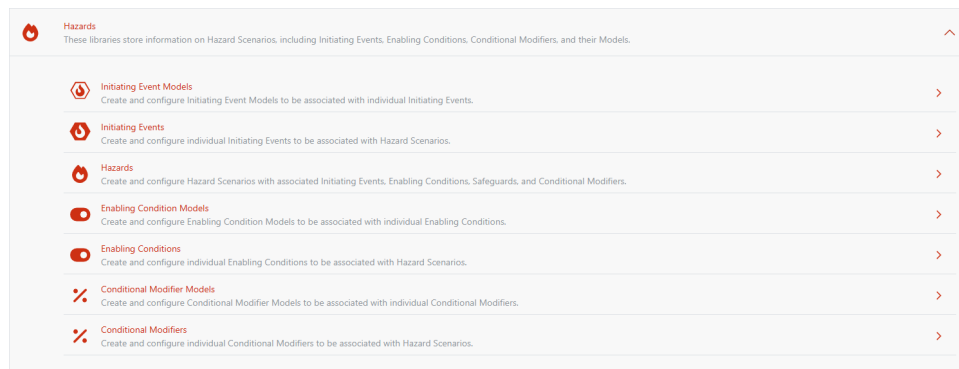 Hazards
These libraries store information on Hazard Scenarios, including Initiating Events, Enabling Conditions, Conditional Modifiers, and their Models.
Initiating Event Models
Create and configure Initiating Event Models to be associated with individual Initiating Events.
Initiating Events
Create and configure individual Initiating Events to be associated with Hazard Scenarios.
Hazards
Create and configure Hazard Scenarios with associated Initiating Events, Enabling Conditions, Safeguards, and Conditional Modifiers.
Enabling Condition Models
Create and configure Enabling Condition Models to be associated with individual Enabling Conditions.
Enabling Conditions
Create and configure individual Enabling Conditions to be associated with Hazard Scenarios.
Conditional Modifier Models
Create and configure Conditional Modifier Models to be associated with individual Conditional Modifiers.
Conditional Modifiers
Create and configure individual Conditional Modifiers to be associated with Hazard Scenarios.